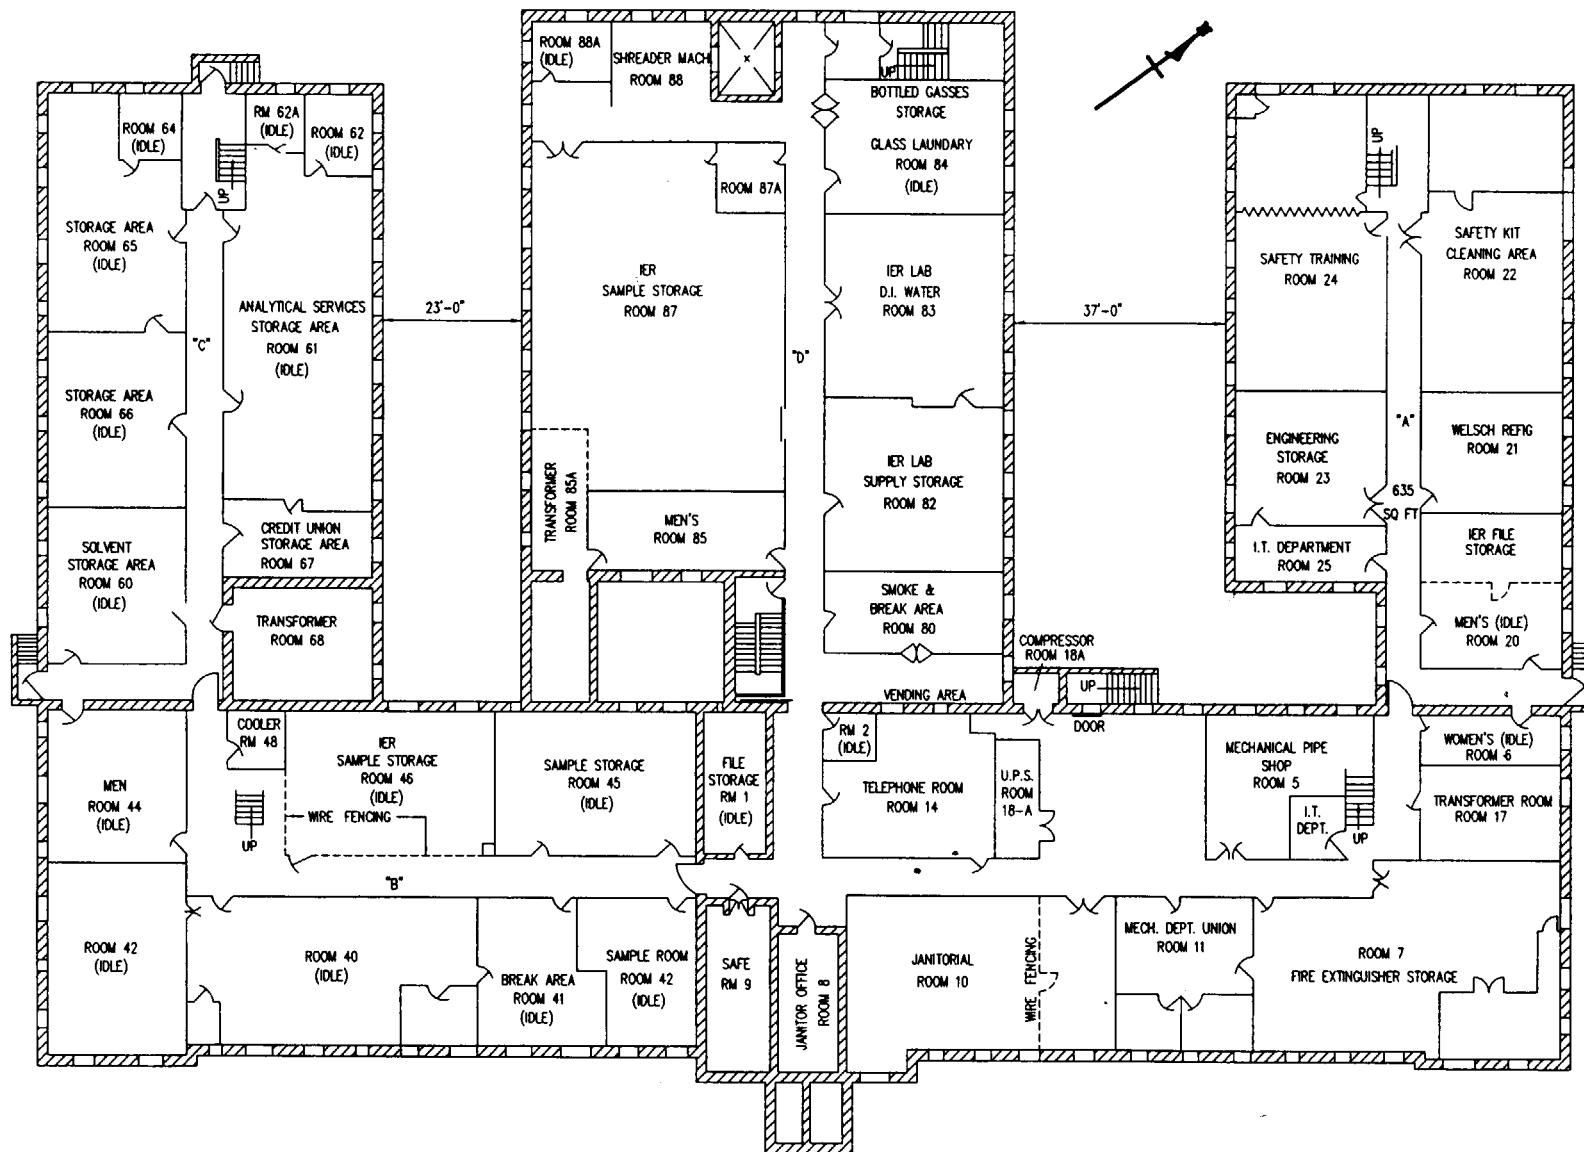 ROOM 88A
(IDLE)
SHREADER MACH.
ROOM 88
X
UP
BOTTLED GASSES
STORAGE
GLASS LAUNDARY
ROOM 84
(IDLE)
ROOM 64
(IDLE)
RM 62A
(IDLE)
ROOM 62
(IDLE)
UP
STORAGE AREA
ROOM 65
(IDLE)
ANALYTICAL SERVICES
STORAGE AREA
ROOM 61
(IDLE)
"C"
STORAGE AREA
ROOM 66
(IDLE)
SOLVENT
STORAGE AREA
ROOM 60
(IDLE)
CREDIT UNION
STORAGE AREA
ROOM 67
TRANSFORMER
ROOM 68
23'-0"
ROOM 87A
IER
SAMPLE STORAGE
ROOM 87
"D"
IER LAB
D.I. WATER
ROOM 83
TRANSFORMER
ROOM 85A
MEN'S
ROOM 85
IER LAB
SUPPLY STORAGE
ROOM 82
SMOKE &
BREAK AREA
ROOM 80
VENDING AREA
37'-0"
COMPRESSOR
ROOM 18A
UP
DOOR
UP
SAFETY TRAINING
ROOM 24
SAFETY KIT
CLEANING AREA
ROOM 22
"A"
ENGINEERING
STORAGE
ROOM 23
WELSCH REFIG
ROOM 21
635
SQ FT
I.T. DEPARTMENT
ROOM 25
IER FILE
STORAGE
MEN'S (IDLE)
ROOM 20
COOLER
RM 48
MEN
ROOM 44
(IDLE)
UP
IER
SAMPLE STORAGE
ROOM 46
(IDLE)
WIRE FENCING
SAMPLE STORAGE
ROOM 45
(IDLE)
FILE
STORAGE
RM 1
(IDLE)
RM 2
(IDLE)
TELEPHONE ROOM
ROOM 14
U.P.S.
ROOM
18-A
MECHANICAL PIPE
SHOP
ROOM 5
I.T.
DEPT.
UP
WOMEN'S (IDLE)
ROOM 6
TRANSFORMER ROOM
ROOM 17
"B"
ROOM 42
(IDLE)
ROOM 40
(IDLE)
BREAK AREA
ROOM 41
(IDLE)
SAMPLE ROOM
ROOM 42
(IDLE)
SAFE
RM 9
JANITOR OFFICE
ROOM 8
JANITORIAL
ROOM 10
WIRE FENCING
MECH. DEPT. UNION
ROOM 11
ROOM 7
FIRE EXTINGUISHER STORAGE